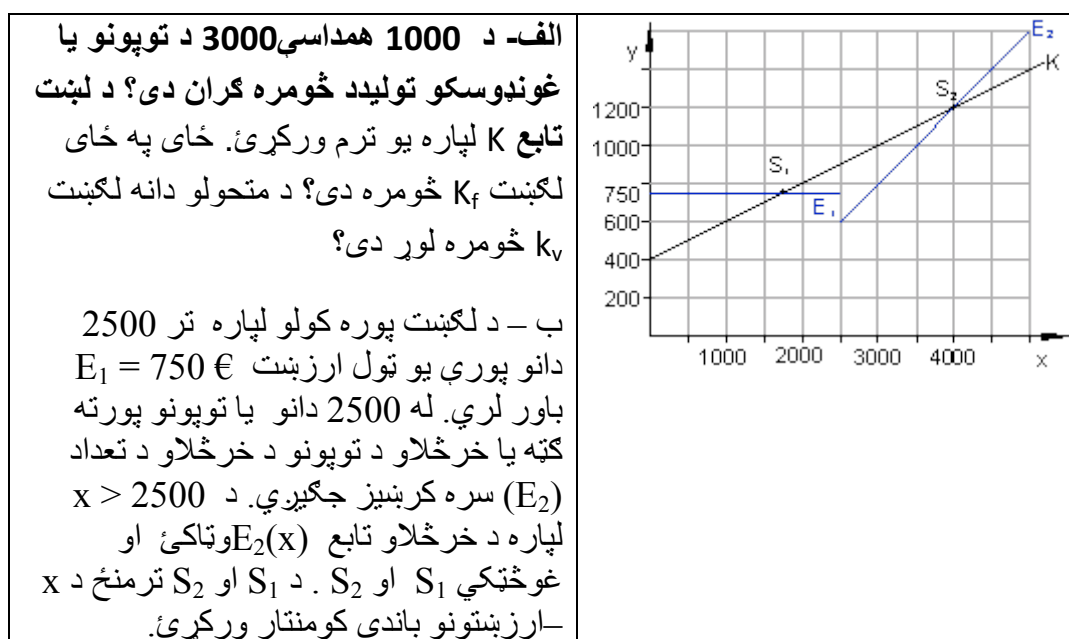 الف- د 1000 همداسې3000 د توپونو يا
غونډوسکو توليدد څومره ګران دی؟ د لښت
تابع K لپاره يو ترم ورکړئ. ځای په ځای
لګښت Kf څومره دی؟ د متحولو دانه لګښت
kv څومره لوړ دی؟
ب – د لګښت پوره کولو لپاره تر 2500
دانو پورې يو ټول ارزښت E1 = 750 €
باور لري. له 2500 دانو يا توپونو پورته
ګټه يا خرڅلاو د توپونو د خرڅلاو د تعداد
(E2) سره کرښيز جګيږي. د x > 2500
لپاره د خرڅلاو تابع E2(x)وټاکئ او
غوڅټکي S1 او S2 . د S1 او S2 ترمنځ د x
–ارزښتونو باندې کومنتار ورکړئ.
y
E2
K
S2
1200
1000
S1
750
E1
600
400
200
1000 2000 3000 4000 x